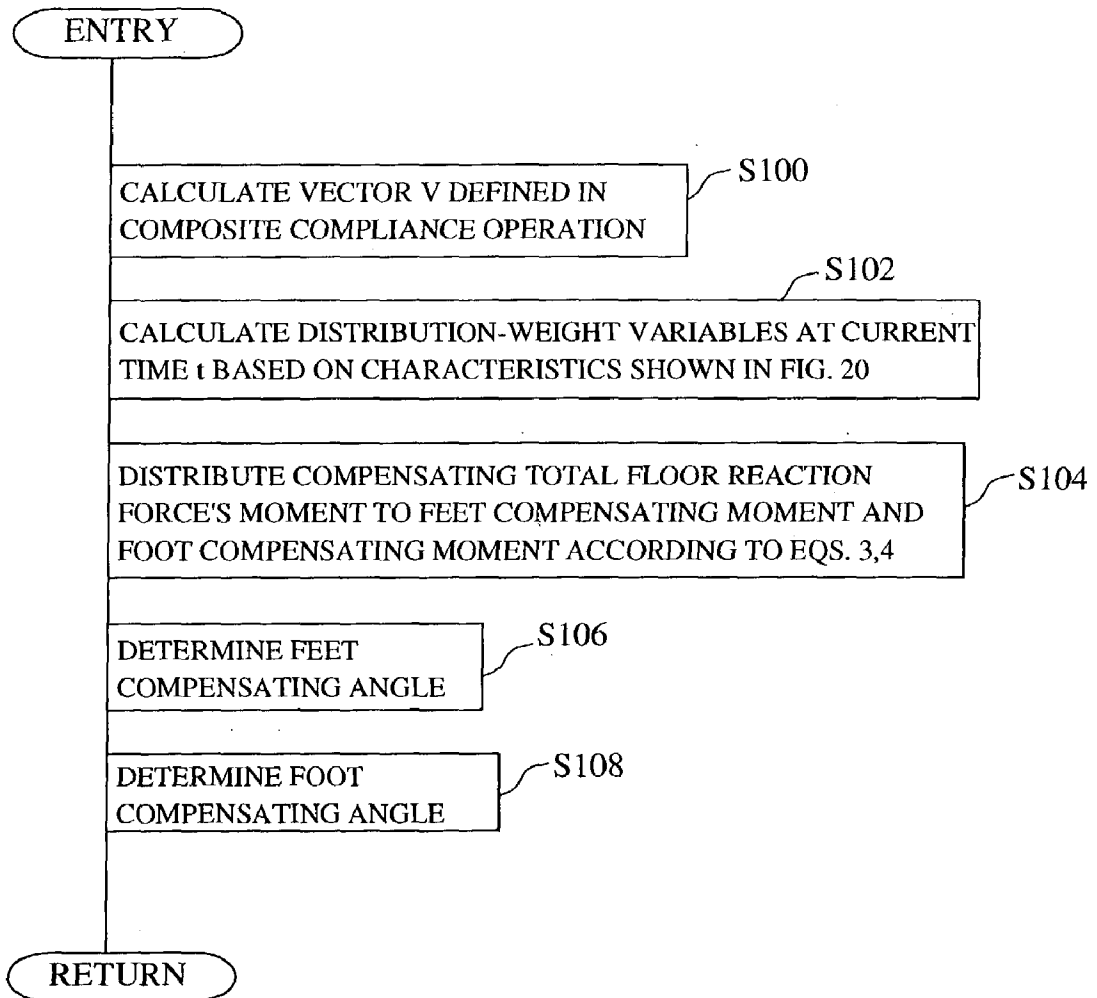 ENTRY
S100
CALCULATE VECTOR V DEFINED IN
COMPOSITE COMPLIANCE OPERATION
S102
CALCULATE DISTRIBUTION-WEIGHT VARIABLES AT CURRENT
TIME t BASED ON CHARACTERISTICS SHOWN IN FIG. 20
S104
DISTRIBUTE COMPENSATING TOTAL FLOOR REACTION
FORCE'S MOMENT TO FEET COMPENSATING MOMENT AND
FOOT COMPENSATING MOMENT ACCORDING TO EQS. 3,4
S106
DETERMINE FEET
COMPENSATING ANGLE
S108
DETERMINE FOOT
COMPENSATING ANGLE
RETURN